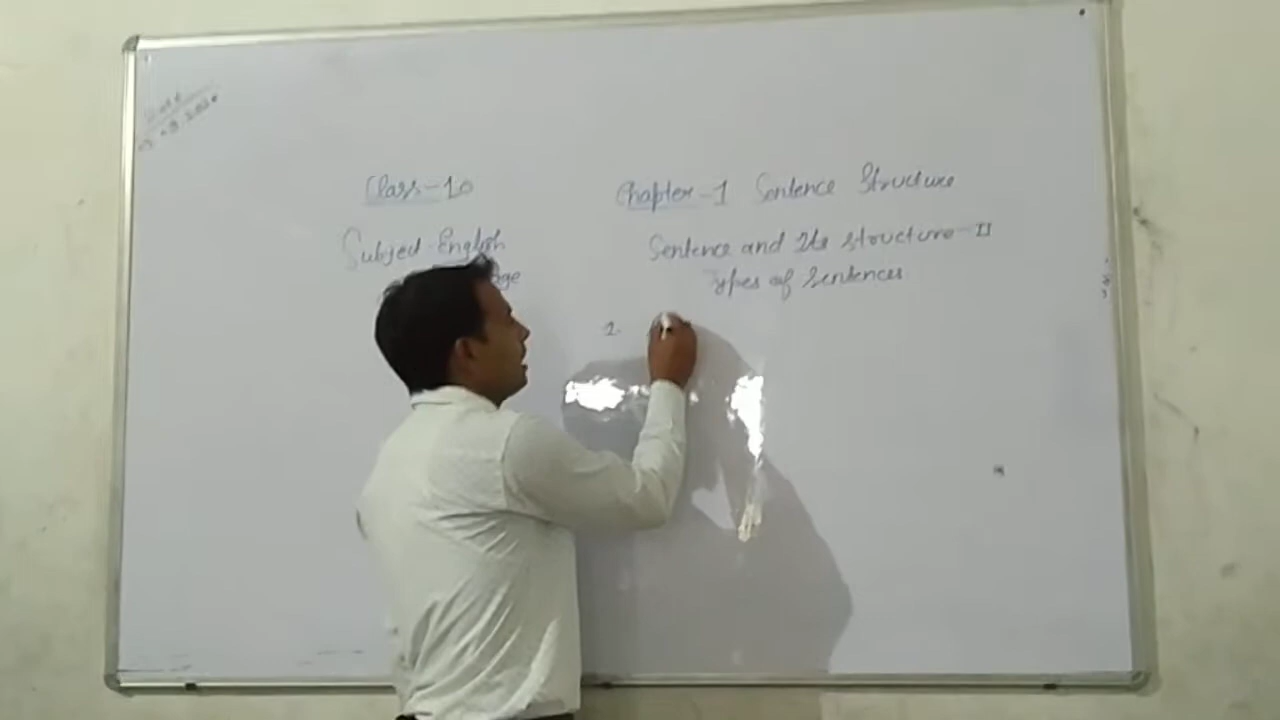 Class-10
Subject-English
Chapter-1 Sentence Structure
Sentence and Its structure-II
Types of Sentences
1.